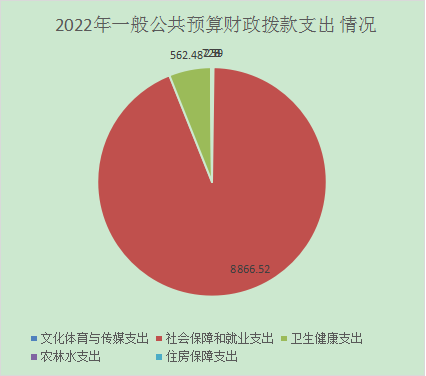 2022年一般公共预算财政拨款支出 情况
562.48
8866.52
文化体育与传媒支出 社会保障和就业支出 卫生健康支出
农林水支出 住房保障支出